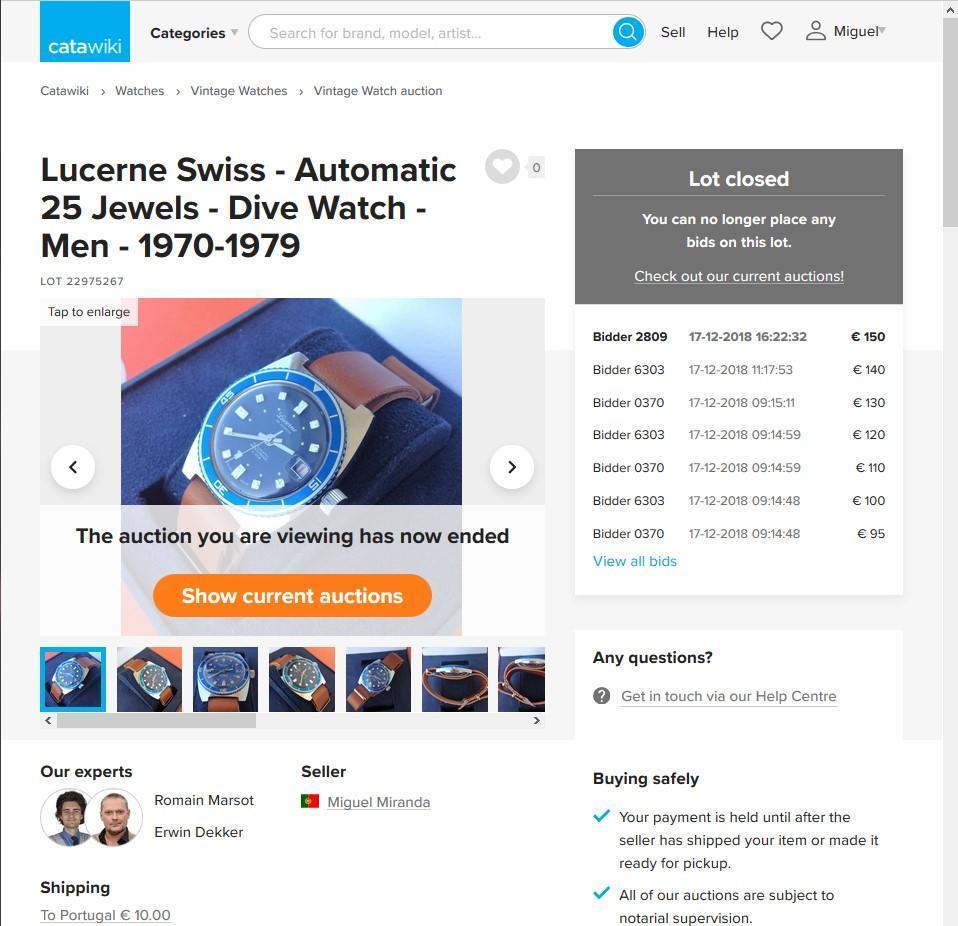 catawiki
Categories
Search for brand, model, artist...
Sell
Help
Miguel
Catawiki › Watches › Vintage Watches › Vintage Watch auction
Lucerne Swiss - Automatic
25 Jewels - Dive Watch -
Men - 1970-1979
0
LOT 22975267
Tap to enlarge
45
30
15
Lucerne
The auction you are viewing has now ended
Show current auctions
Lot closed
You can no longer place any
bids on this lot.
Check out our current auctions!
Bidder 2809 17-12-2018 16:22:32 € 150
Bidder 6303 17-12-2018 11:17:53 € 140
Bidder 0370 17-12-2018 09:15:11 € 130
Bidder 6303 17-12-2018 09:14:59 € 120
Bidder 0370 17-12-2018 09:14:59 € 110
Bidder 6303 17-12-2018 09:14:48 € 100
Bidder 0370 17-12-2018 09:14:48 € 95
View all bids
Any questions?
Get in touch via our Help Centre
Our experts
Romain Marsot
Erwin Dekker
Seller
Miguel Miranda
Shipping
To Portugal € 10.00
Buying safely
Your payment is held until after the
seller has shipped your item or made it
ready for pickup.
All of our auctions are subject to
notarial supervision.